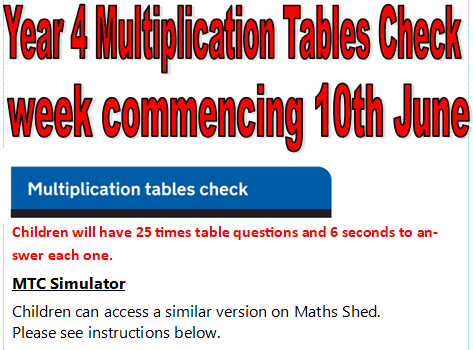 Year 4 Multiplication Tables Check
week commencing 10th June
Multiplication tables check
Children will have 25 times table questions and 6 seconds to an-
swer each one.
MTC Simulator
Children can access a similar version on Maths Shed.
Please see instructions below.